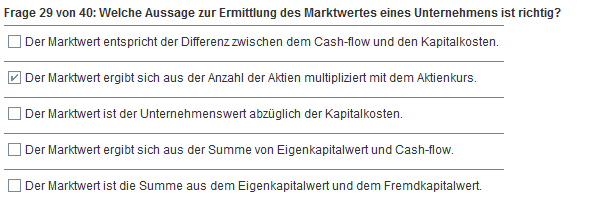 Frage 29 von 40: Welche Aussage zur Ermittlung des Marktwertes eines Unternehmens ist richtig?
Der Marktwert entspricht der Differenz zwischen dem Cash-flow und den Kapitalkosten.
Der Marktwert ergibt sich aus der Anzahl der Aktien multipliziert mit dem Aktienkurs.
Der Marktwert ist der Unternehmenswert abzüglich der Kapitalkosten.
Der Marktwert ergibt sich aus der Summe von Eigenkapitalwert und Cash-flow.
Der Marktwert ist die Summe aus dem Eigenkapitalwert und dem Fremdkapitalwert.